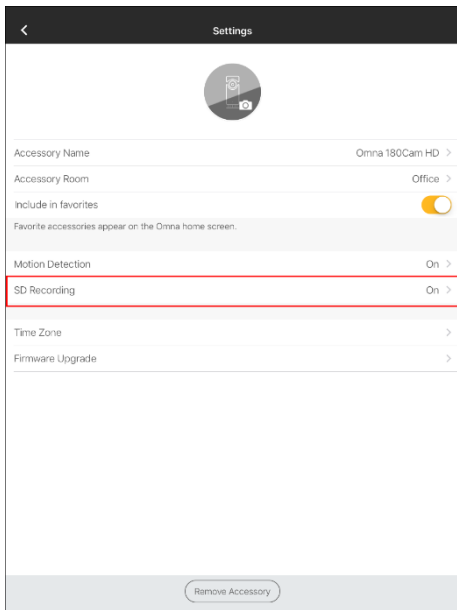 Settings
Accessory Name Omna 180Cam HD
Accessory Room Office
Include in favorites
Favorite accessories appear on the Omna home screen.
Motion Detection On
SD Recording On
Time Zone
Firmware Upgrade
Remove Accessory